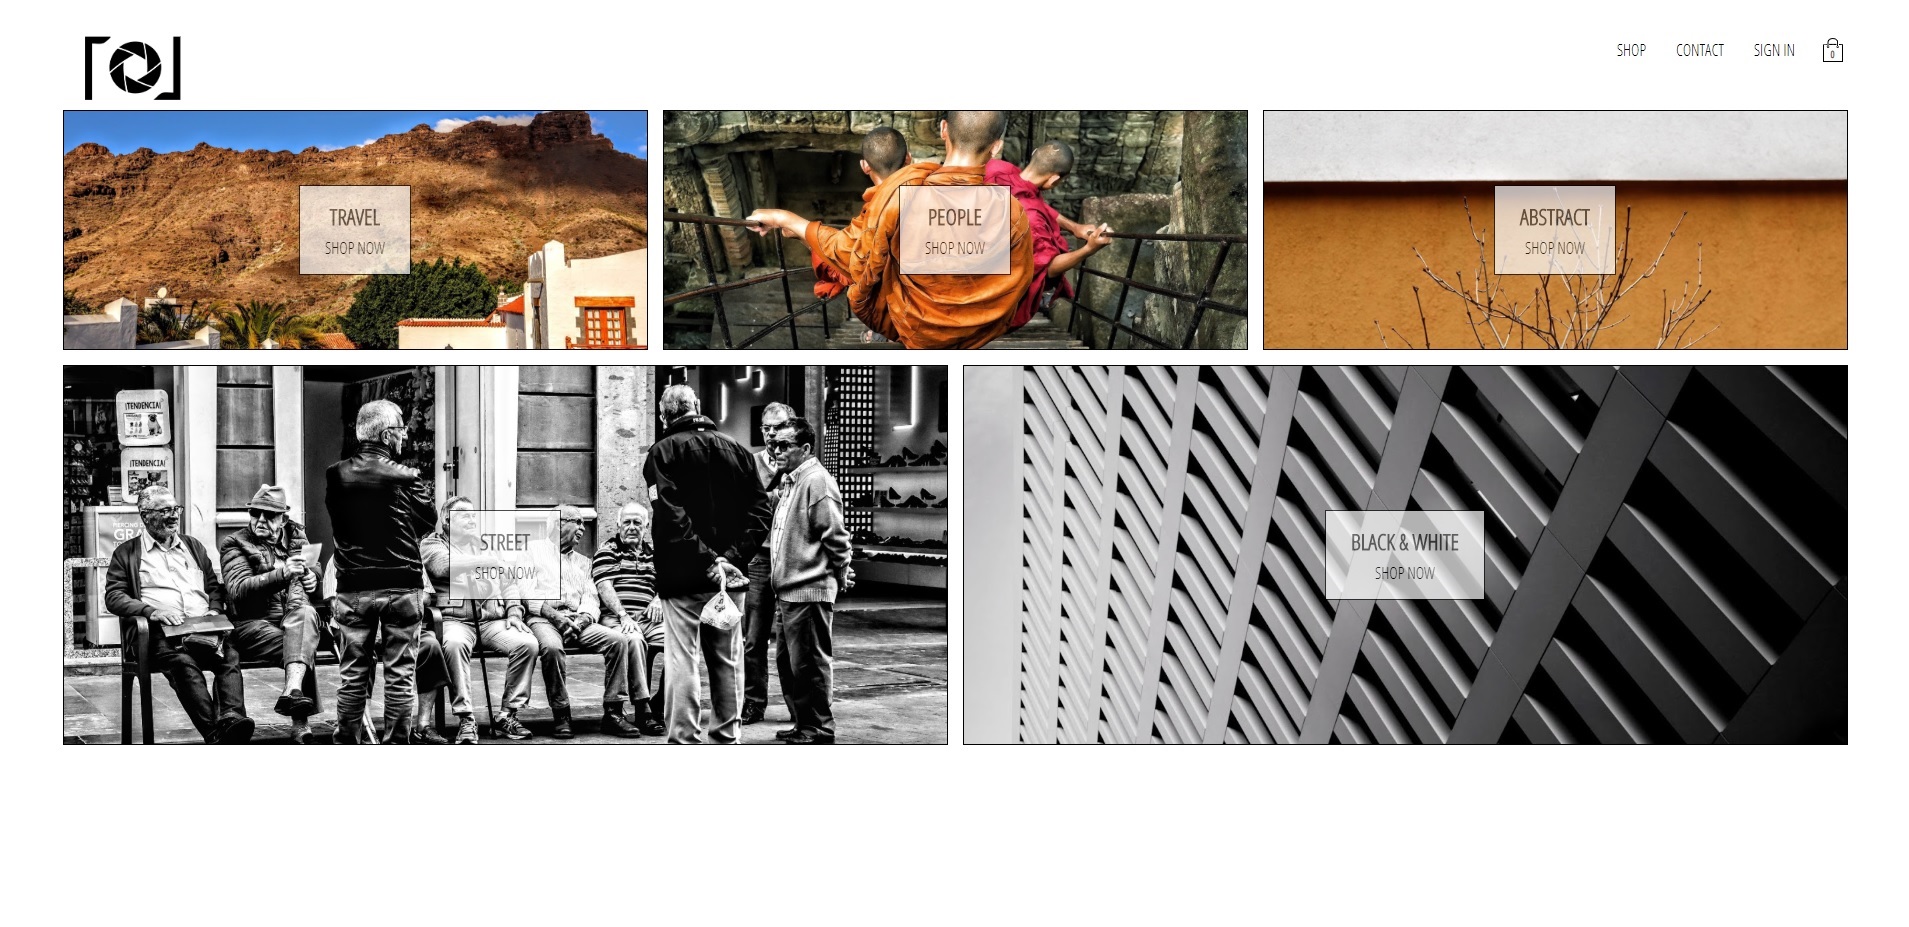 SHOP CONTACT SIGN IN 0
TRAVEL
SHOP NOW
PEOPLE
SHOP NOW
ABSTRACT
SHOP NOW
¡TENDENCIA!
¡TENDENCIA!
STREET
SHOP NOW
BLACK & WHITE
SHOP NOW